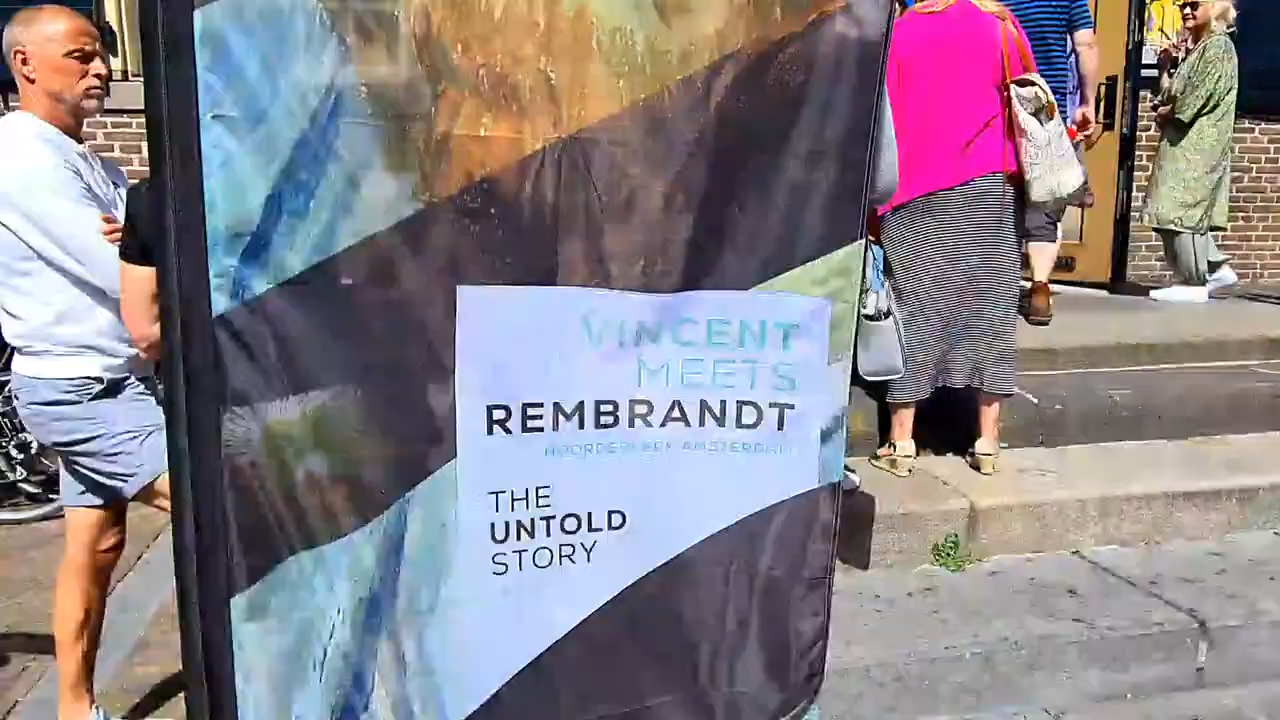 VINCENT
MEETS
REMBRANDT
NOORDERKERK AMSTERDAM
THE
UNTOLD
STORY